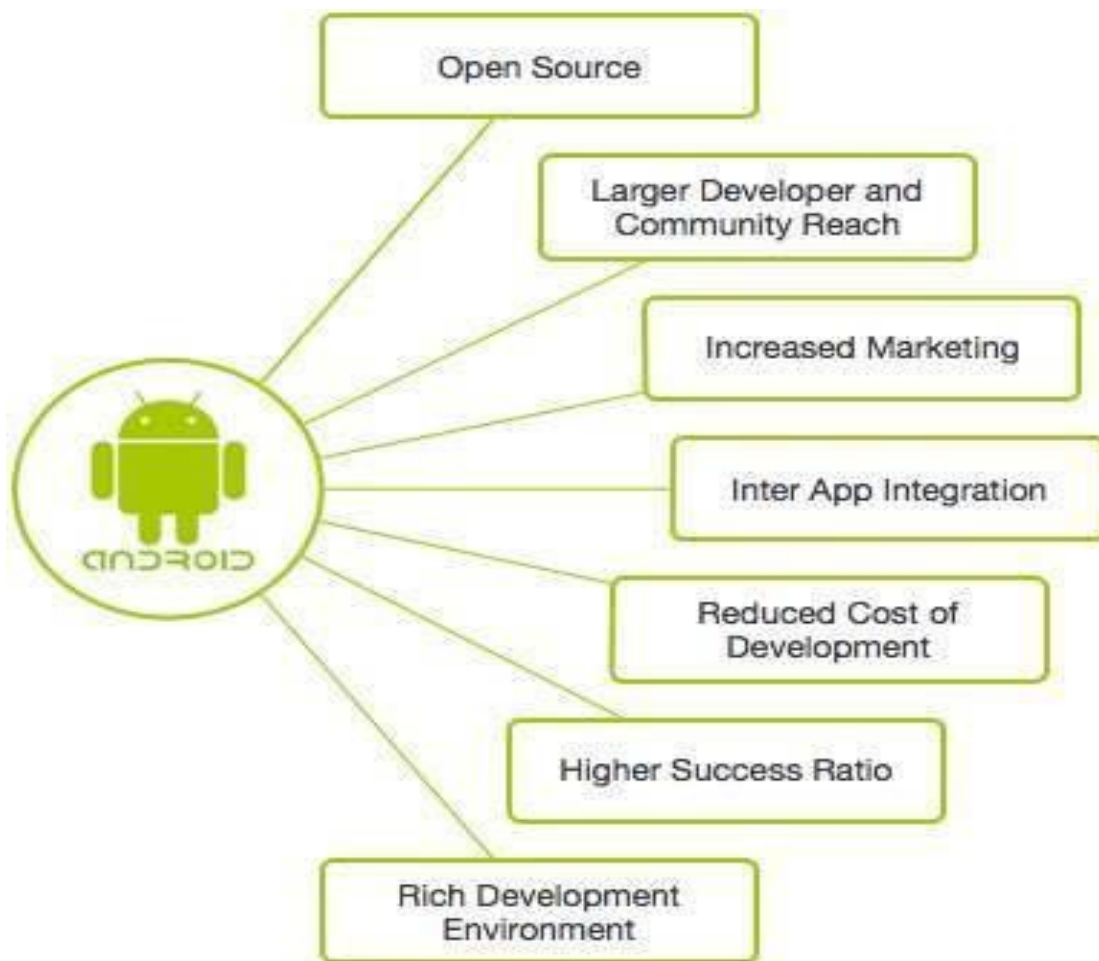 Open Source
Larger Developer and
Community Reach
Increased Marketing
Inter App Integration
ANDROID
Reduced Cost of
Development
Higher Success Ratio
Rich Development
Environment